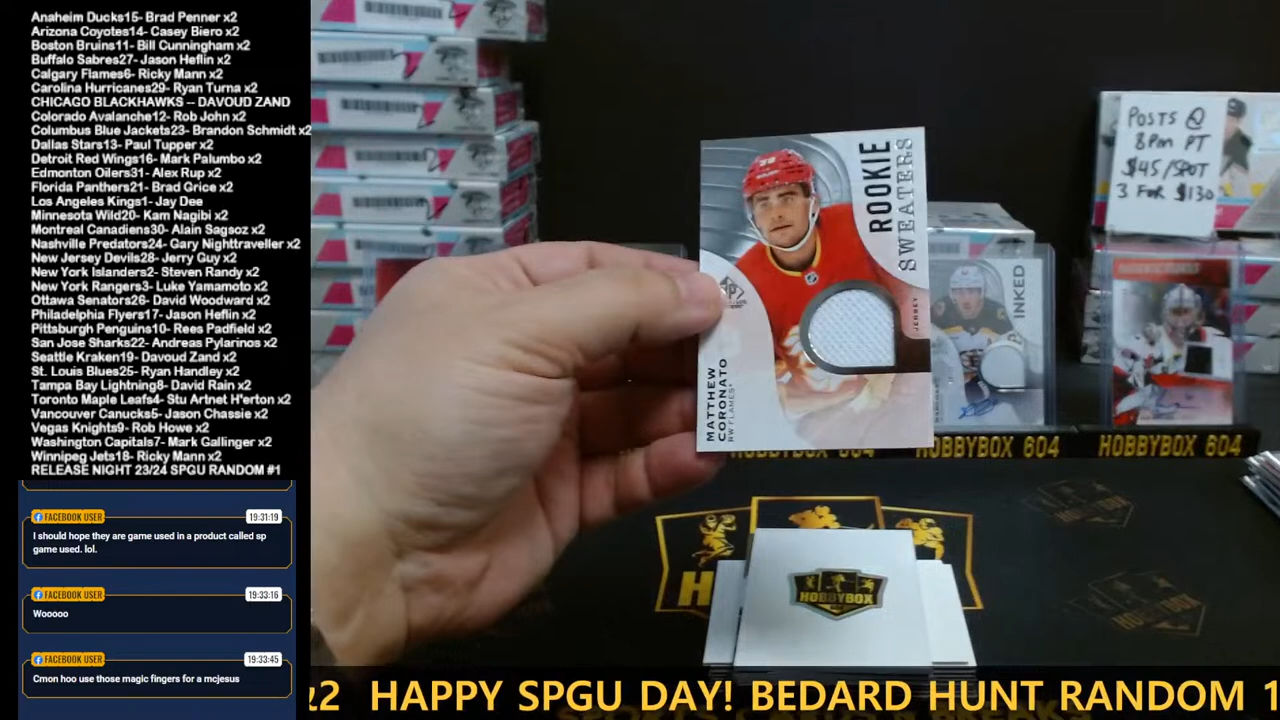 Anaheim Ducks15- Brad Penner x2
Arizona Coyotes14- Casey Biero x2
Boston Bruins11- Bill Cunningham x2
Buffalo Sabres27- Jason Heflin x2
Calgary Flames6- Ricky Mann x2
Carolina Hurricanes29- Ryan Turna x2
CHICAGO BLACKHAWKS -- DAVOUD ZAND
Colorado Avalanche12- Rob John x2
Columbus Blue Jackets23- Brandon Schmidt x2
Dallas Stars13- Paul Tupper x2
Detroit Red Wings16- Mark Palumbo x2
Edmonton Oilers31- Alex Rup x2
Florida Panthers21- Brad Grice x2
Los Angeles Kings1- Jay Dee
Minnesota Wild20- Kam Nagibi x2
Montreal Canadiens30- Alain Sagsoz x2
Nashville Predators24- Gary Nighttraveller x2
New Jersey Devils28- Jerry Guy x2
New York Islanders2- Steven Randy x2
New York Rangers3- Luke Yamamoto x2
Ottawa Senators26- David Woodward x2
Philadelphia Flyers17- Jason Heflin x2
Pittsburgh Penguins10- Rees Padfield x2
San Jose Sharks22- Andreas Pylarinos x2
Seattle Kraken19- Davoud Zand x2
St. Louis Blues25- Ryan Handley x2
Tampa Bay Lightning8- David Rain x2
Toronto Maple Leafs4- Stu Artnet H'erton x2
Vancouver Canucks5- Jason Chassie x2
Vegas Knights9- Rob Howe x2
Washington Capitals7- Mark Gallinger x2
Winnipeg Jets18- Ricky Mann x2
RELEASE NIGHT 23/24 SPGU RANDOM #1
FACEBOOK USER 19:31:19
I should hope they are game used in a product called sp
game used. lol.
FACEBOOK USER 19:33:16
Wooooo
FACEBOOK USER 19:33:45
Cmon hoo use those magic fingers for a mcjesus
ROOKIE
SWEATERS
JERSEY
MATTHEW
CORONATO
RW FLAMES
POSTS @
8PM PT
$45/SPOT
3 FOR $130
INKED
HOBBYBOX 604
HOBBYBOX 604
HOBBYBOX
x2 HAPPY SPGU DAY! BEDARD HUNT RANDOM 1